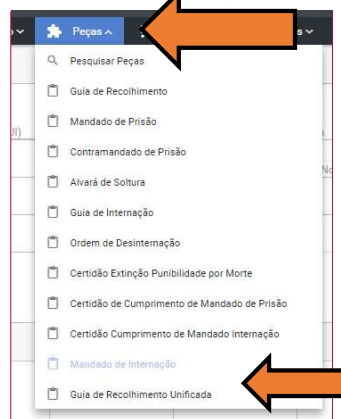 Peças
s
Pesquisar Peças
Guia de Recolhimento
Mandado de Prisão
JI)
Contramandado de Prisão
No
Alvará de Soltura
Guia de Internação
Ordem de Desinternação
Certidão Extinção Punibilidade por Morte
Certidão de Cumprimento de Mandado de Prisão
Certidão Cumprimento de Mandado Internação
Mandado de Internação
Guia de Recolhimento Unificada